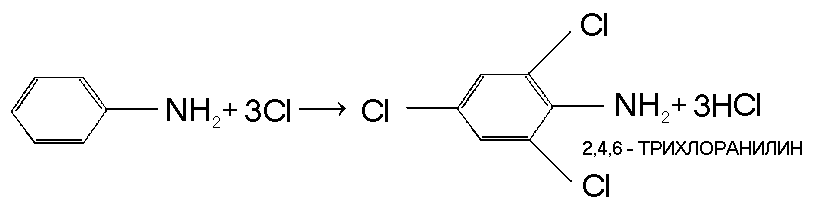 Cl
NH2 + 3Cl → Cl NH2 + 3HCl
2,4,6 - ТРИХЛОРАНИЛИН
Cl